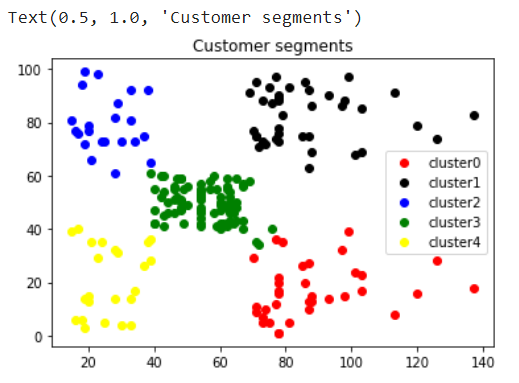 Text(0.5, 1.0, 'Customer segments')
Customer segments
100
80
60
40
20
0
cluster0
cluster1
cluster2
cluster3
cluster4
20 40 60 80 100 120 140